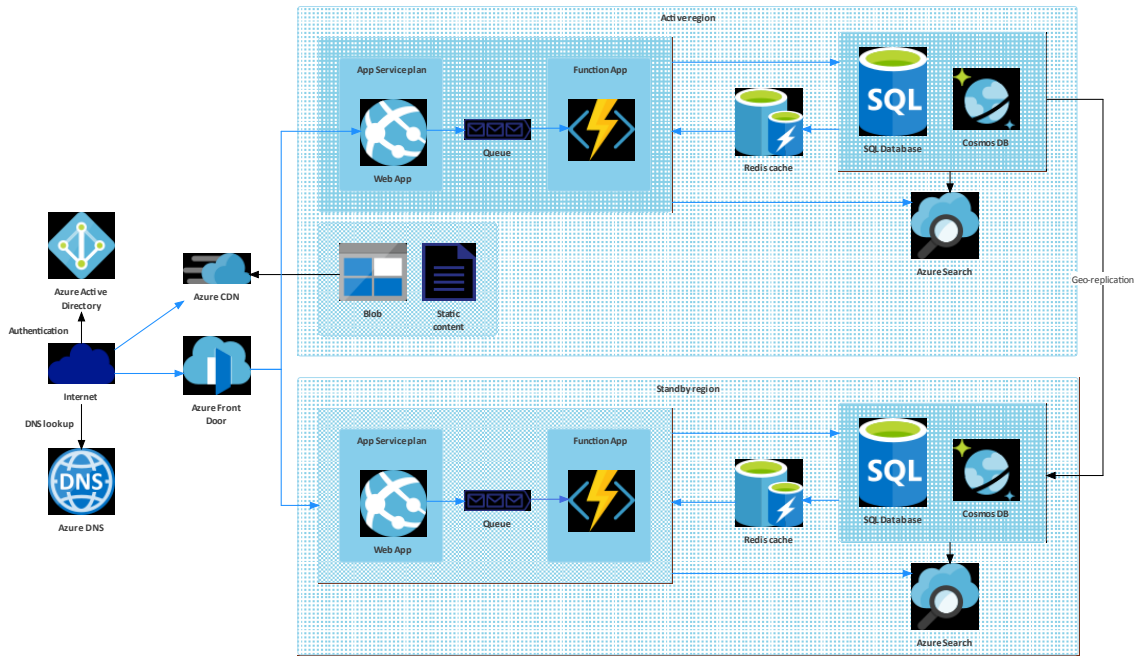 Active region
App Service plan
Function App
Web App
Queue
SQL
SQL Database
Cosmos DB
Redis cache
Azure Search
Blob
Static
content
Geo-replication
Azure Active
Directory
Authentication
Azure CDN
Internet
Azure Front
Door
DNS lookup
DNS
Azure DNS
Standby region
App Service plan
Function App
Web App
Queue
SQL
SQL Database
Cosmos DB
Redis cache
Azure Search